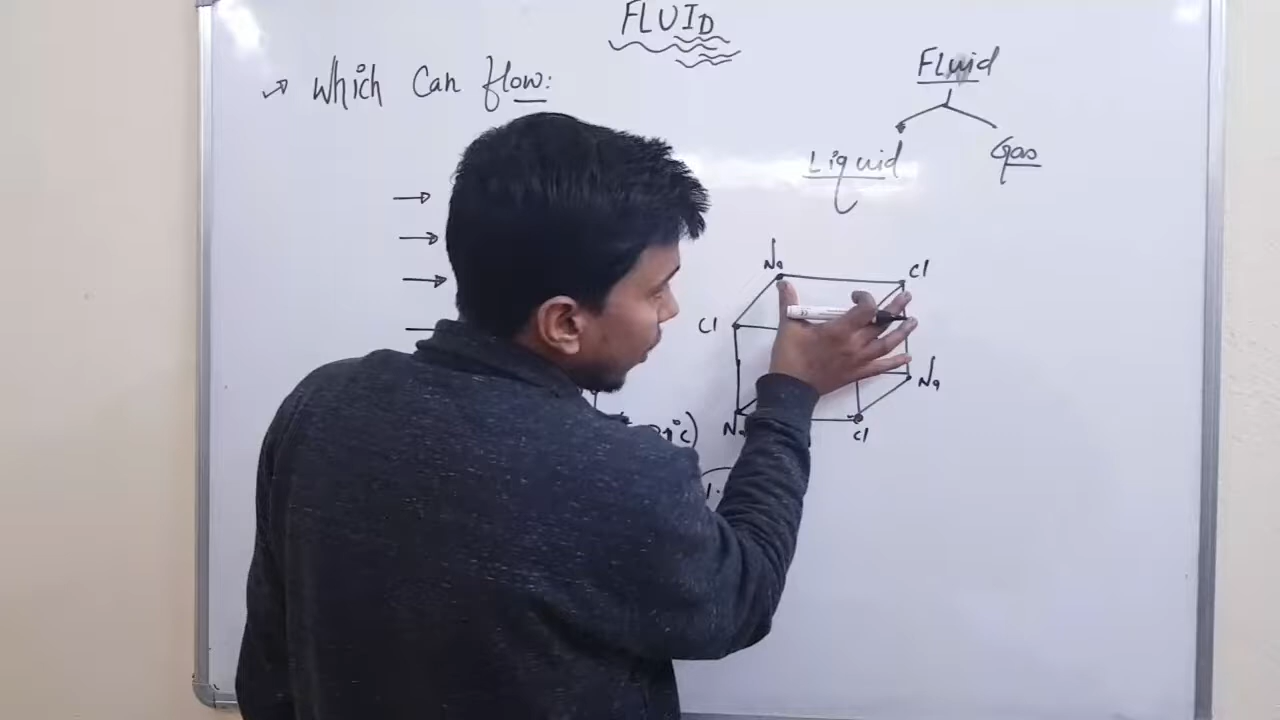 FLUID
→ Which Can flow:
Fluid
Liquid
Gas
Na
Cl
Cl
Na
Na
Cl